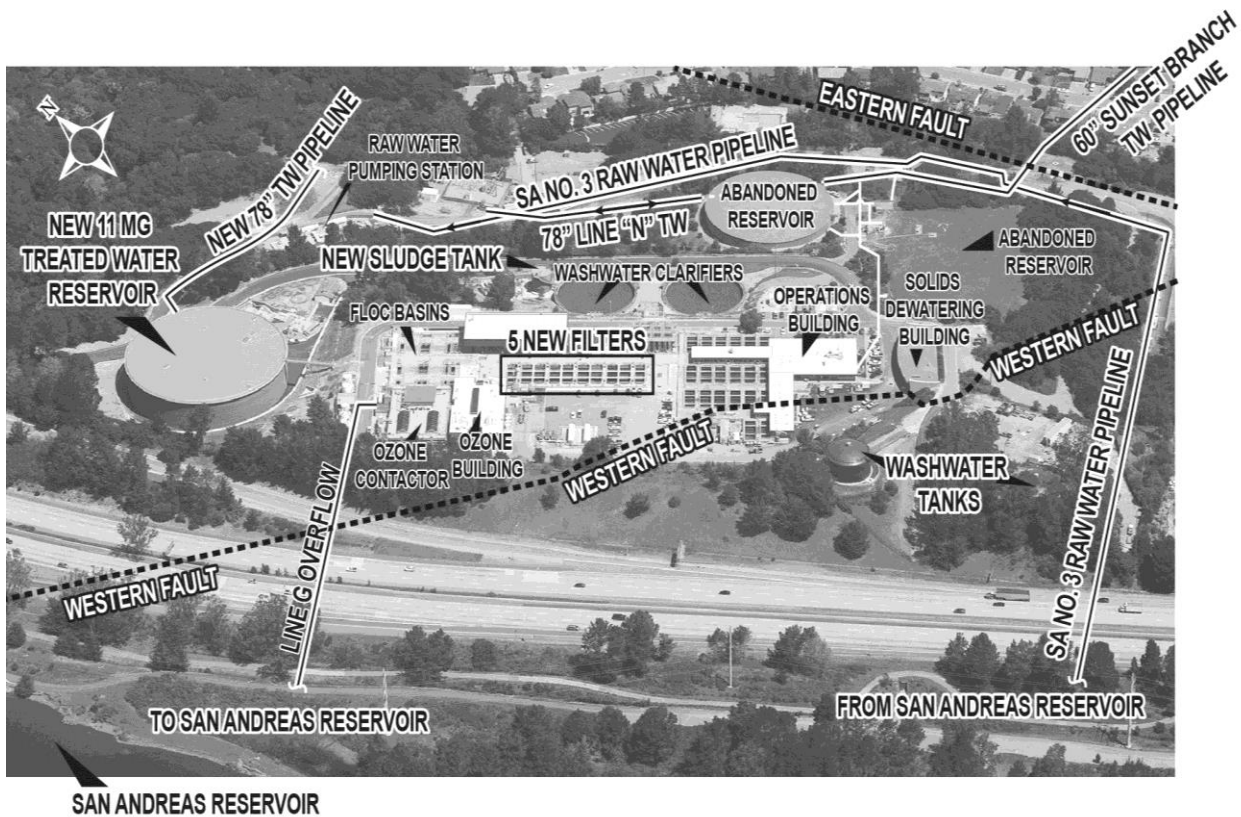 60” SUNSET BRANCH
TW. PIPELINE
EASTERN FAULT
N
NEW 78” TW PIPELINE
RAW WATER
PUMPING STATION
SA NO. 3 RAW WATER PIPELINE
ABANDONED
RESERVOIR
78” LINE “N” TW
NEW 11 MG
TREATED WATER
RESERVOIR
NEW SLUDGE TANK
WASHWATER CLARIFIERS
ABANDONED
RESERVOIR
FLOC BASINS
OPERATIONS
BUILDING
SOLIDS
DEWATERING
BUILDING
5 NEW FILTERS
WESTERN FAULT
OZONE
CONTACTOR
OZONE
BUILDING
WESTERN FAULT
WASHWATER
TANKS
SA NO. 3 RAW WATER PIPELINE
LINE G OVERFLOW
WESTERN FAULT
TO SAN ANDREAS RESERVOIR
FROM SAN ANDREAS RESERVOIR
SAN ANDREAS RESERVOIR